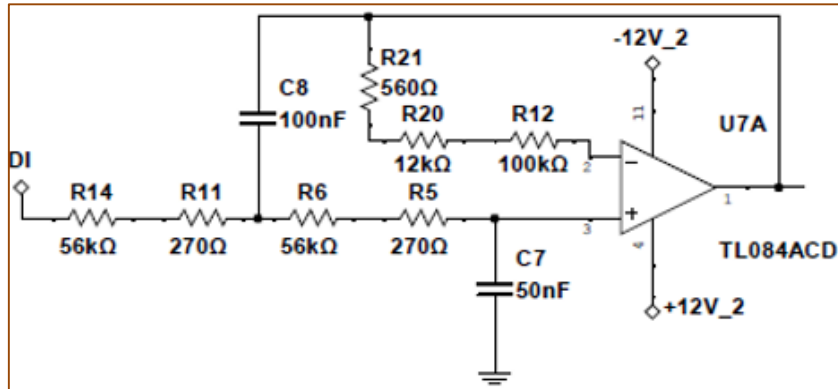 -12V_2
R21
560Ω
C8
100nF
R20
12kΩ
R12
100kΩ
11
U7A
2
DI
R14
56kΩ
R11
270Ω
R6
56kΩ
R5
270Ω
3
1
4
C7
50nF
TL084ACD
+12V_2